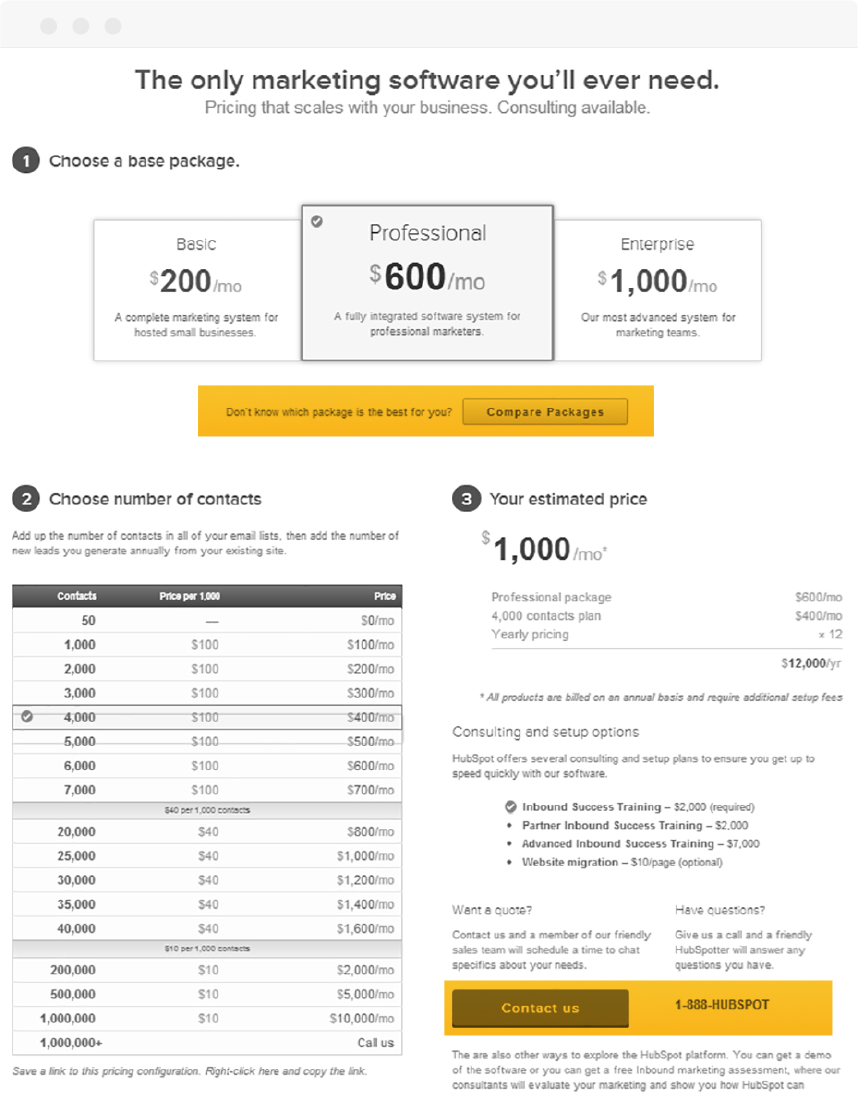 The only marketing software you'll ever need.
Pricing that scales with your business. Consulting available.
1 Choose a base package.
Basic
$200/mo
A complete marketing system for
hosted small businesses.
Professional
$600/mo
A fully integrated software system for
professional marketers.
Enterprise
$1,000/mo
Our most advanced system for
marketing teams.
Don't know which package is the best for you? Compare Packages
2 Choose number of contacts
Add up the number of contacts in all of your email lists, then add the number of
new leads you generate annually from your existing site.
Contacts Price per 1,000 Price
50 — $0/mo
1,000 $100 $100/mo
2,000 $100 $200/mo
3,000 $100 $300/mo
4,000 $100 $400/mo
5,000 $100 $500/mo
6,000 $100 $600/mo
7,000 $100 $700/mo
$40 per 1,000 contacts
20,000 $40 $800/mo
25,000 $40 $1,000/mo
30,000 $40 $1,200/mo
35,000 $40 $1,400/mo
40,000 $40 $1,600/mo
$10 per 1,000 contacts
200,000 $10 $2,000/mo
500,000 $10 $5,000/mo
1,000,000 $10 $10,000/mo
1,000,000+ Call us
Save a link to this pricing configuration. Right-click here and copy the link.
3 Your estimated price
$1,000/mo*
Professional package $600/mo
4,000 contacts plan $400/mo
Yearly pricing x 12
$12,000/yr
* All products are billed on an annual basis and require additional setup fees
Consulting and setup options
HubSpot offers several consulting and setup plans to ensure you get up to
speed quickly with our software.
Inbound Success Training – $2,000 (required)
• Partner Inbound Success Training – $2,000
• Advanced Inbound Success Training – $7,000
• Website migration – $10/page (optional)
Want a quote?
Contact us and a member of our friendly
sales team will schedule a time to chat
specifics about your needs.
Have questions?
Give us a call and a friendly
HubSpotter will answer any
questions you have.
Contact us
1-888-HUBSPOT
The are also other ways to explore the HubSpot platform. You can get a demo
of the software or you can get a free Inbound marketing assessment, where our
consultants will evaluate your marketing and show you how HubSpot can